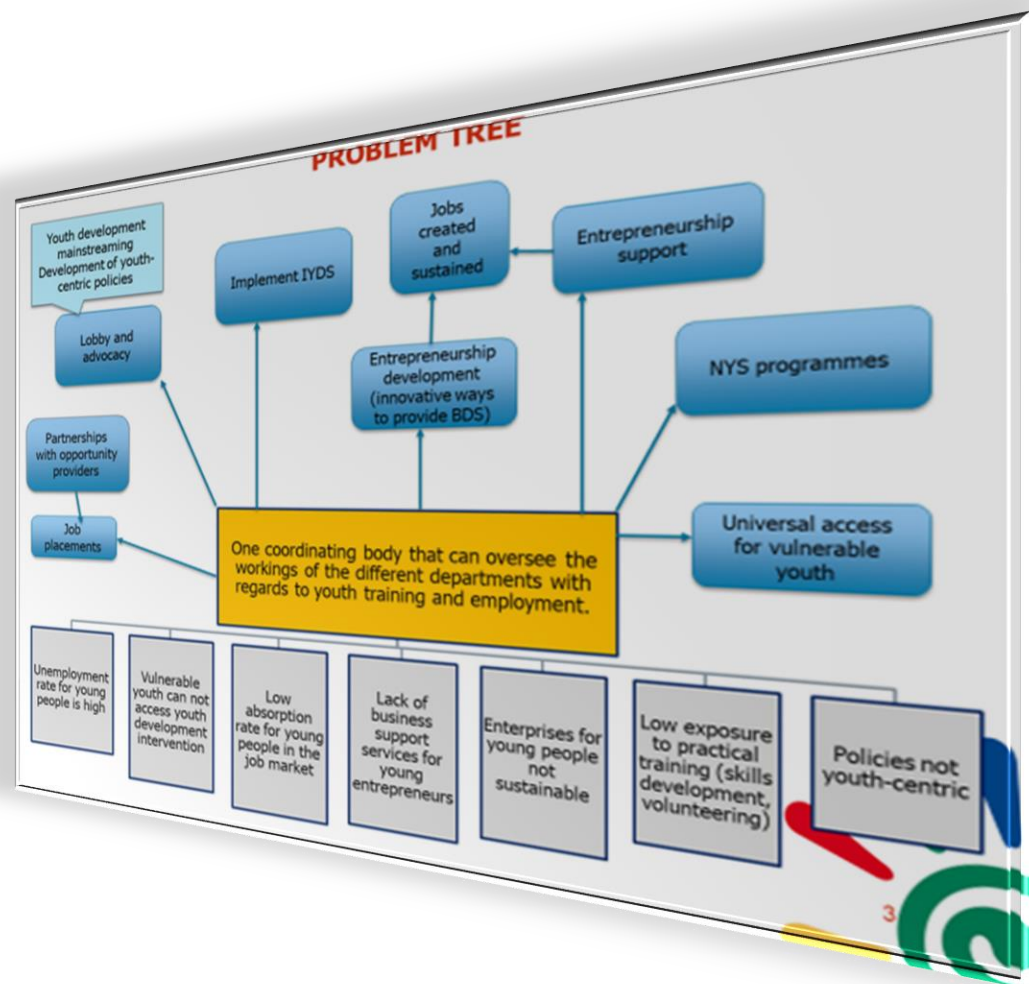 PROBLEM TREE
Youth development
mainstreaming
Development of youth-
centric policies
Lobby and
advocacy
Implement IYDS
Jobs
created
and
sustained
Entrepreneurship
support
Entrepreneurship
development
(innovative ways
to provide BDS)
NYS programmes
Partnerships
with opportunity
providers
Job
placements
Universal access
for vulnerable
youth
One coordinating body that can oversee the
workings of the different departments with
regards to youth training and employment.
Unemployment
rate for young
people is high
Vulnerable
youth can not
access youth
development
intervention
Low
absorption
rate for young
people in the
job market
Lack of
business
support
services for
young
entrepreneurs
Enterprises for
young people
not
sustainable
Low exposure
to practical
training (skills
development,
volunteering)
Policies not
youth-centric
3